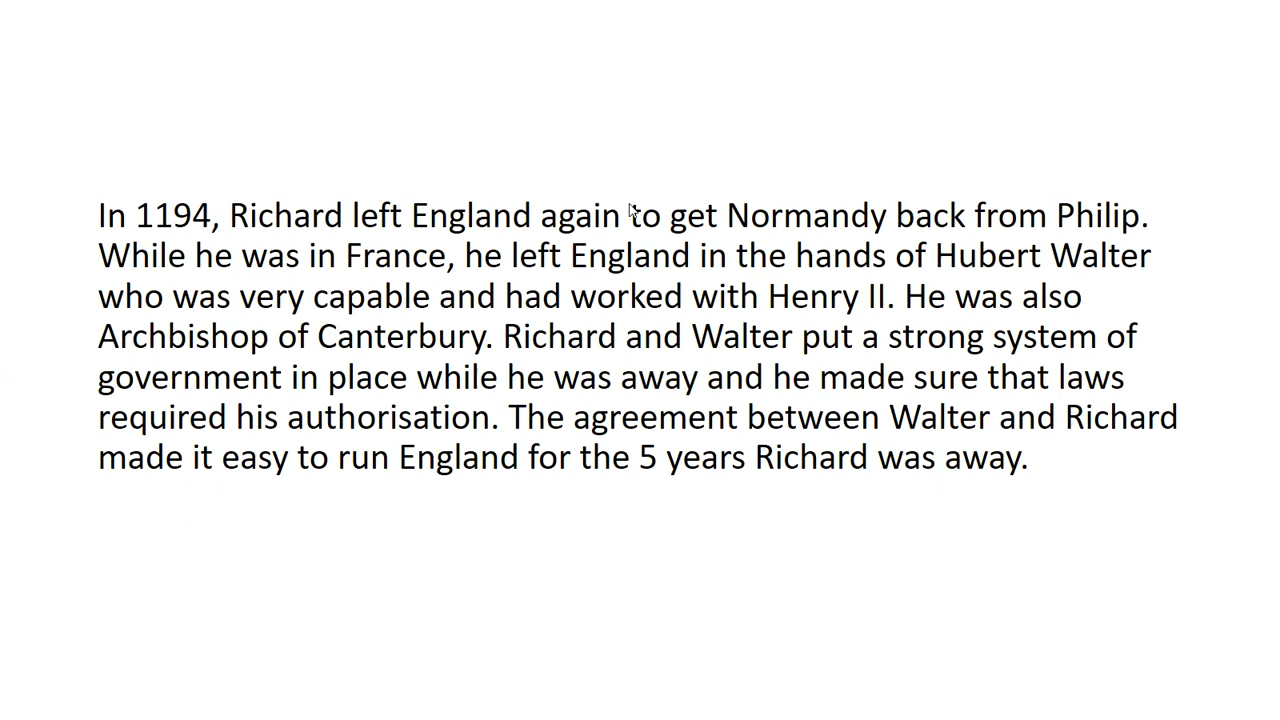 In 1194, Richard left England again to get Normandy back from Philip.
While he was in France, he left England in the hands of Hubert Walter
who was very capable and had worked with Henry II. He was also
Archbishop of Canterbury. Richard and Walter put a strong system of
government in place while he was away and he made sure that laws
required his authorisation. The agreement between Walter and Richard
made it easy to run England for the 5 years Richard was away.